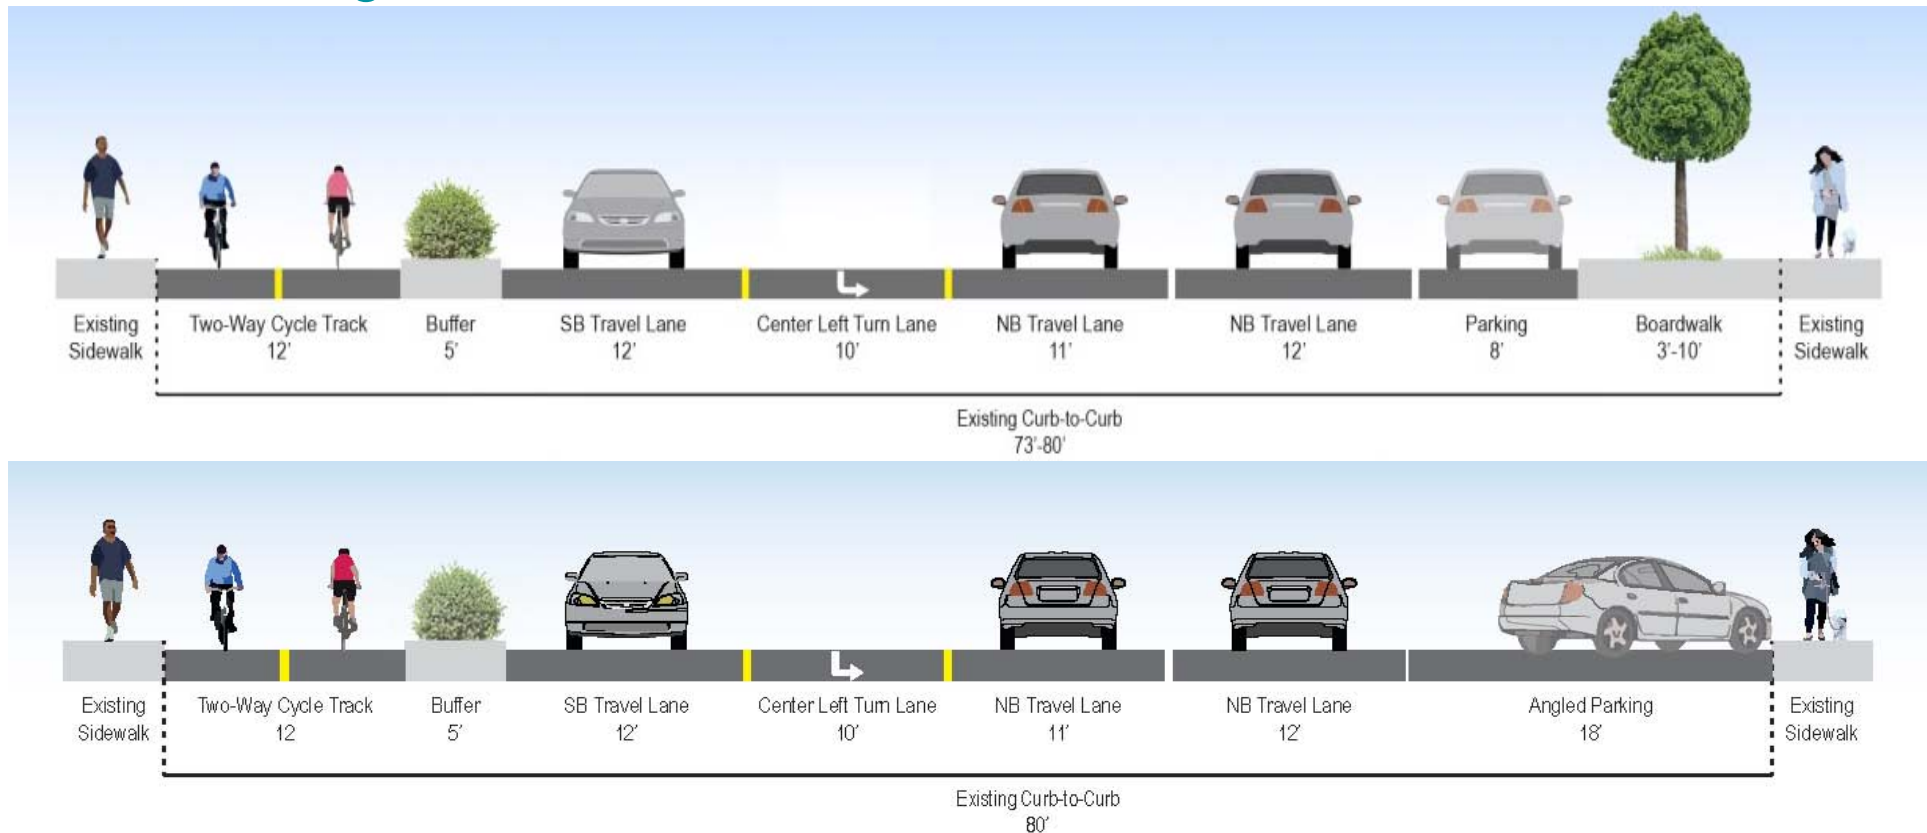 Existing
Sidewalk
Two-Way Cycle Track
12'
Buffer
5'
SB Travel Lane
12'
Center Left Turn Lane
10'
NB Travel Lane
11'
NB Travel Lane
12'
Parking
8'
Boardwalk
3'-10'
Existing
Sidewalk
Existing Curb-to-Curb
73'-80'
Existing
Sidewalk
Two-Way Cycle Track
12
Buffer
5'
SB Travel Lane
12'
Center Left Turn Lane
10'
NB Travel Lane
11'
NB Travel Lane
12'
Angled Parking
18'
Existing
Sidewalk
Existing Curb-to-Curb
80'